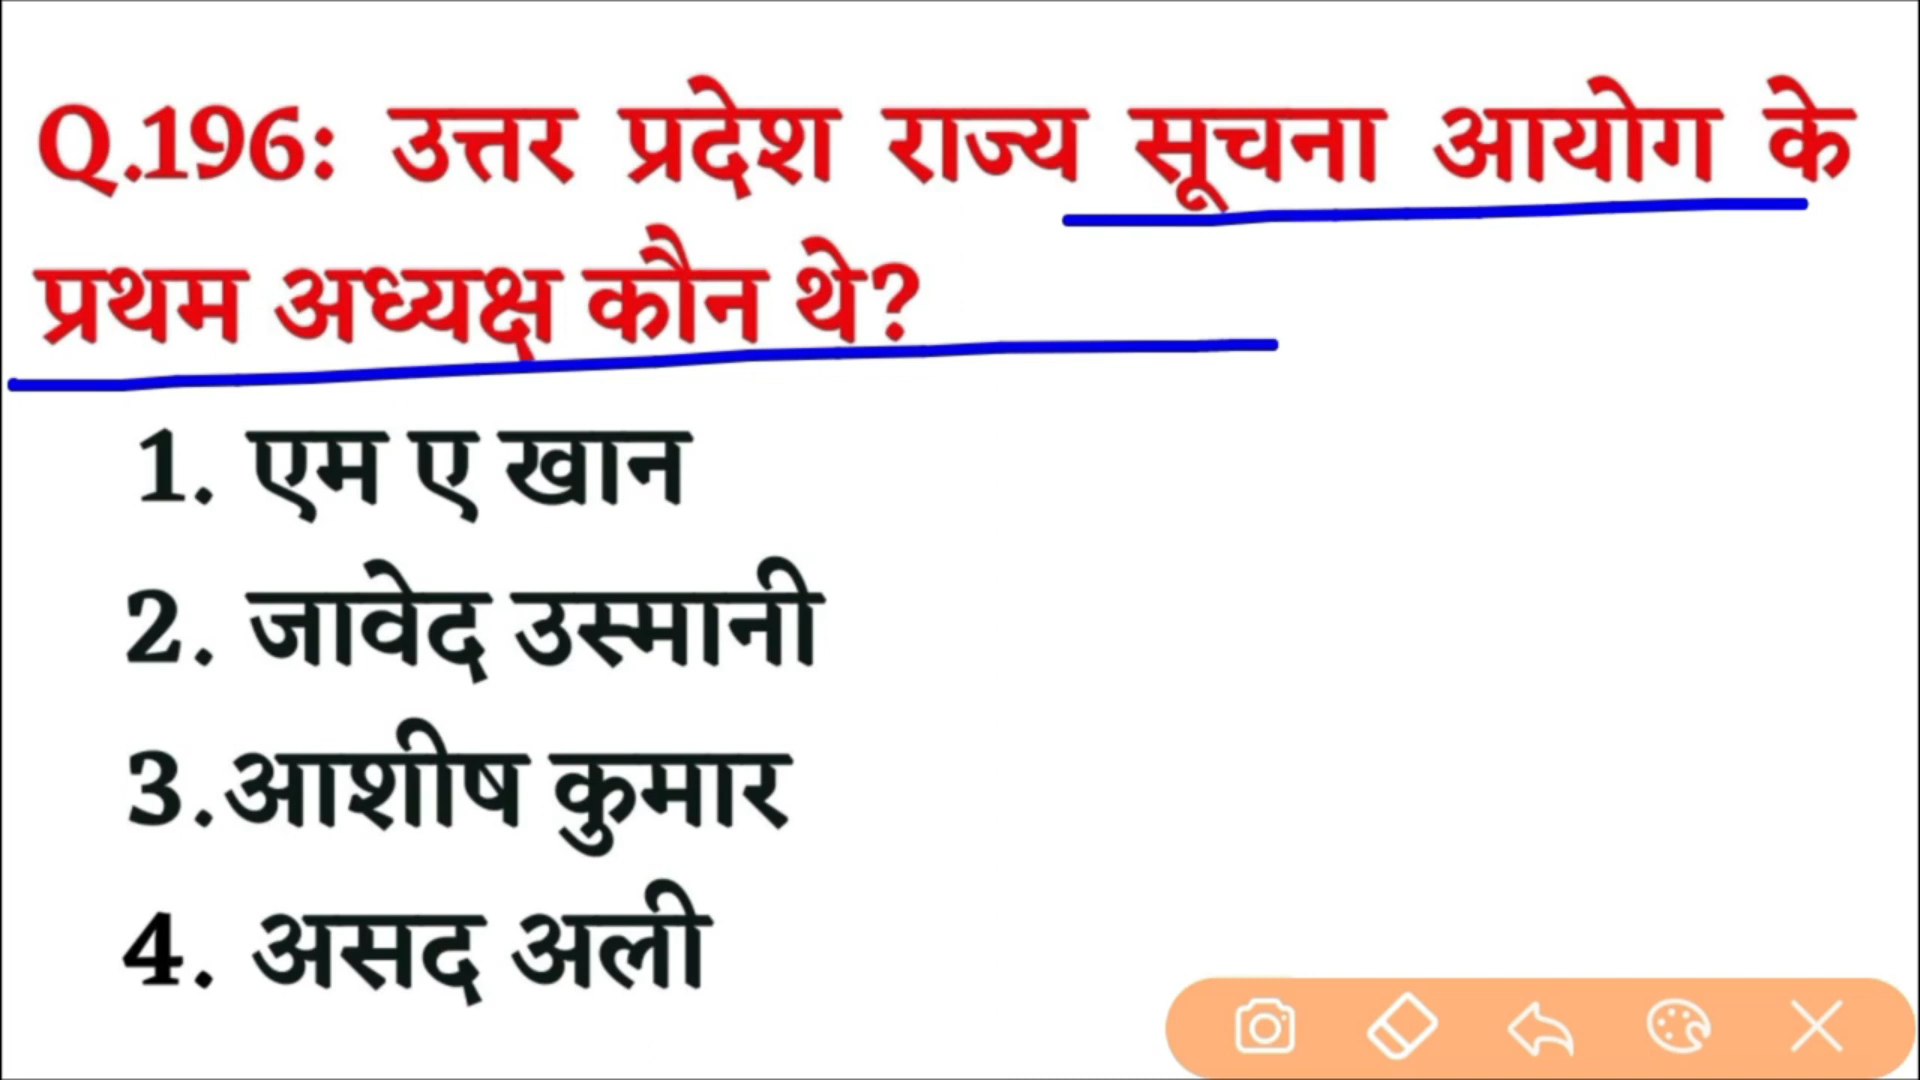 Q.196: उत्तर प्रदेश राज्य सूचना आयोग के
प्रथम अध्यक्ष कौन थे?
1. एम ए खान
2. जावेद उस्मानी
3.आशीष कुमार
4. असद अली